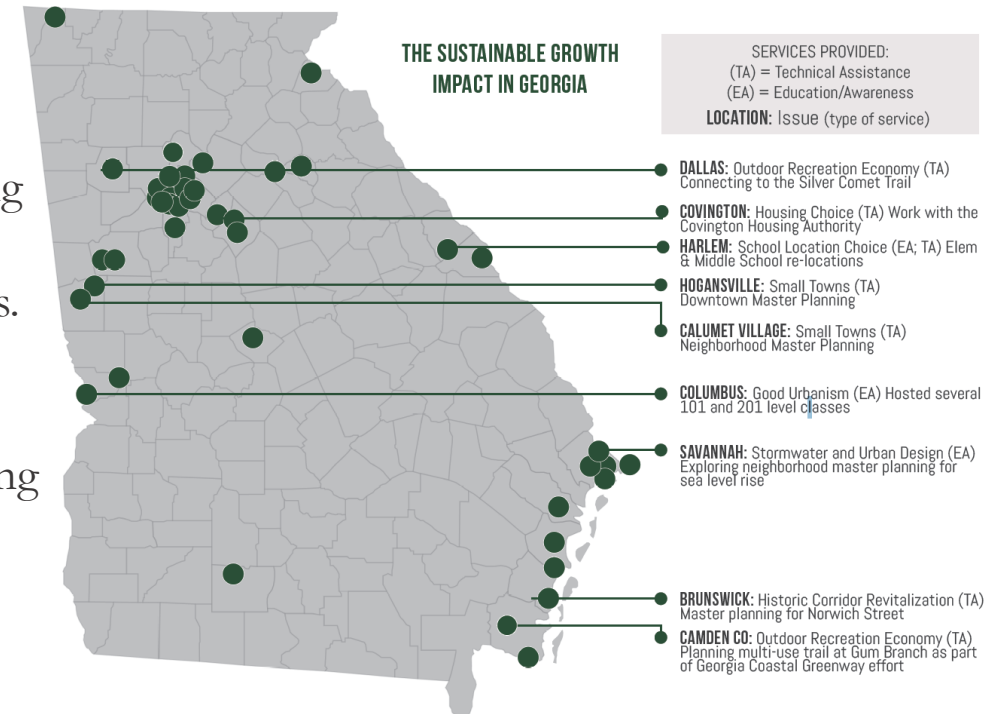 ng
s.
ng
THE SUSTAINABLE GROWTH
IMPACT IN GEORGIA
SERVICES PROVIDED:
(TA) = Technical Assistance
(EA) = Education/Awareness
LOCATION: Issue (type of service)
DALLAS: Outdoor Recreation Economy (TA)
Connecting to the Silver Comet Trail
COVINGTON: Housing Choice (TA) Work with the
Covington Housing Authority
HARLEM: School Location Choice (EA; TA) Elem
& Middle School re-locations
HOGANSVILLE: Small Towns (TA)
Downtown Master Planning
CALUMET VILLAGE: Small Towns (TA)
Neighborhood Master Planning
COLUMBUS: Good Urbanism (EA) Hosted several
101 and 201 level classes
SAVANNAH: Stormwater and Urban Design (EA)
Exploring neighborhood master planning for
sea level rise
BRUNSWICK: Historic Corridor Revitalization (TA)
Master planning for Norwich Street
CAMDEN CO: Outdoor Recreation Economy (TA)
Planning multi-use trail at Gum Branch as part
of Georgia Coastal Greenway effort